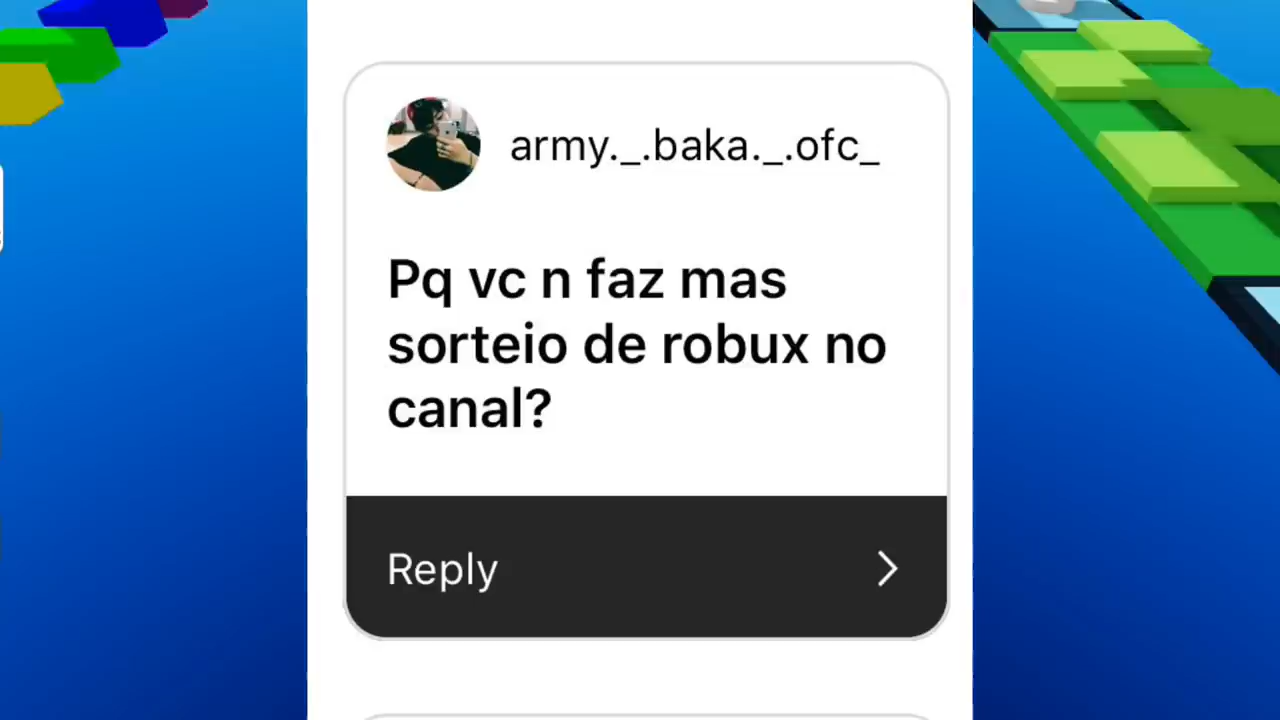 army._.baka._.ofc_
Pq vc n faz mas
sorteio de robux no
canal?
Reply